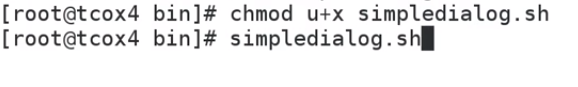 [root@tcox4 bin]# chmod u+x simpledialog.sh
[root@tcox4 bin]# simpledialog.sh